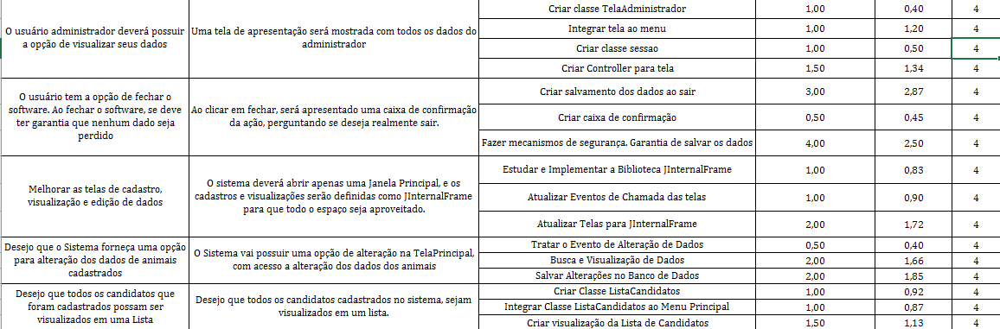 O usuário administrador deverá possuir
a opção de visualizar seus dados
Uma tela de apresentação será mostrada com todos os dados do
administrador
Criar classe TelaAdministrador 1,00 0,40 4
Integrar tela ao menu 1,00 1,20 4
Criar classe sessao 1,00 0,50 4
Criar Controller para tela 1,50 1,34 4
O usuário tem a opção de fechar o
software. Ao fechar o software, se deve
ter garantia que nenhum dado seja
perdido
Ao clicar em fechar, será apresentado uma caixa de confirmação
da ação, perguntando se deseja realmente sair.
Criar salvamento dos dados ao sair 3,00 2,87 4
Criar caixa de confirmação 0,50 0,45 4
Fazer mecanismos de segurança. Garantia de salvar os dados 4,00 2,50 4
Melhorar as telas de cadastro,
visualização e edição de dados
O sistema deverá abrir apenas uma Janela Principal, e os
cadastros e visualizações serão definidas como JInternalFrame
para que todo o espaço seja aproveitado.
Estudar e Implementar a Biblioteca JInternalFrame 1,00 0,83 4
Atualizar Eventos de Chamada das telas 1,00 0,90 4
Atualizar Telas para JInternalFrame 2,00 1,72 4
Desejo que o Sistema forneça uma opção
para alteração dos dados de animais
cadastrados
O Sistema vai possuir uma opção de alteração na TelaPrincipal,
com acesso a alteração dos dados dos animais
Tratar o Evento de Alteração de Dados 0,50 0,40 4
Busca e Visualização de Dados 2,00 1,66 4
Salvar Alterações no Banco de Dados 2,00 1,85 4
Desejo que todos os candidatos que
foram cadastrados possam ser
visualizados em uma Lista
Desejo que todos os candidatos cadastrados no sistema, sejam
visualizados em um lista.
Criar Classe ListaCandidatos 1,00 0,92 4
Integrar Classe ListaCandidatos ao Menu Principal 1,00 0,87 4
Criar visualização da Lista de Candidatos 1,50 1,13 4